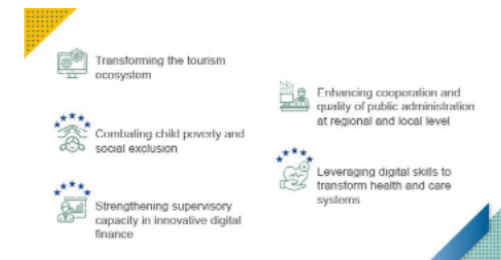 Transforming the tourism
ecosystem
Combating child poverty and
social exclusion
Strengthening supervisory
capacity in innovative digital
finance
Enhancing cooperation and
quality of public administration
at regional and local level
Leveraging digital skills to
transform health and care
systems